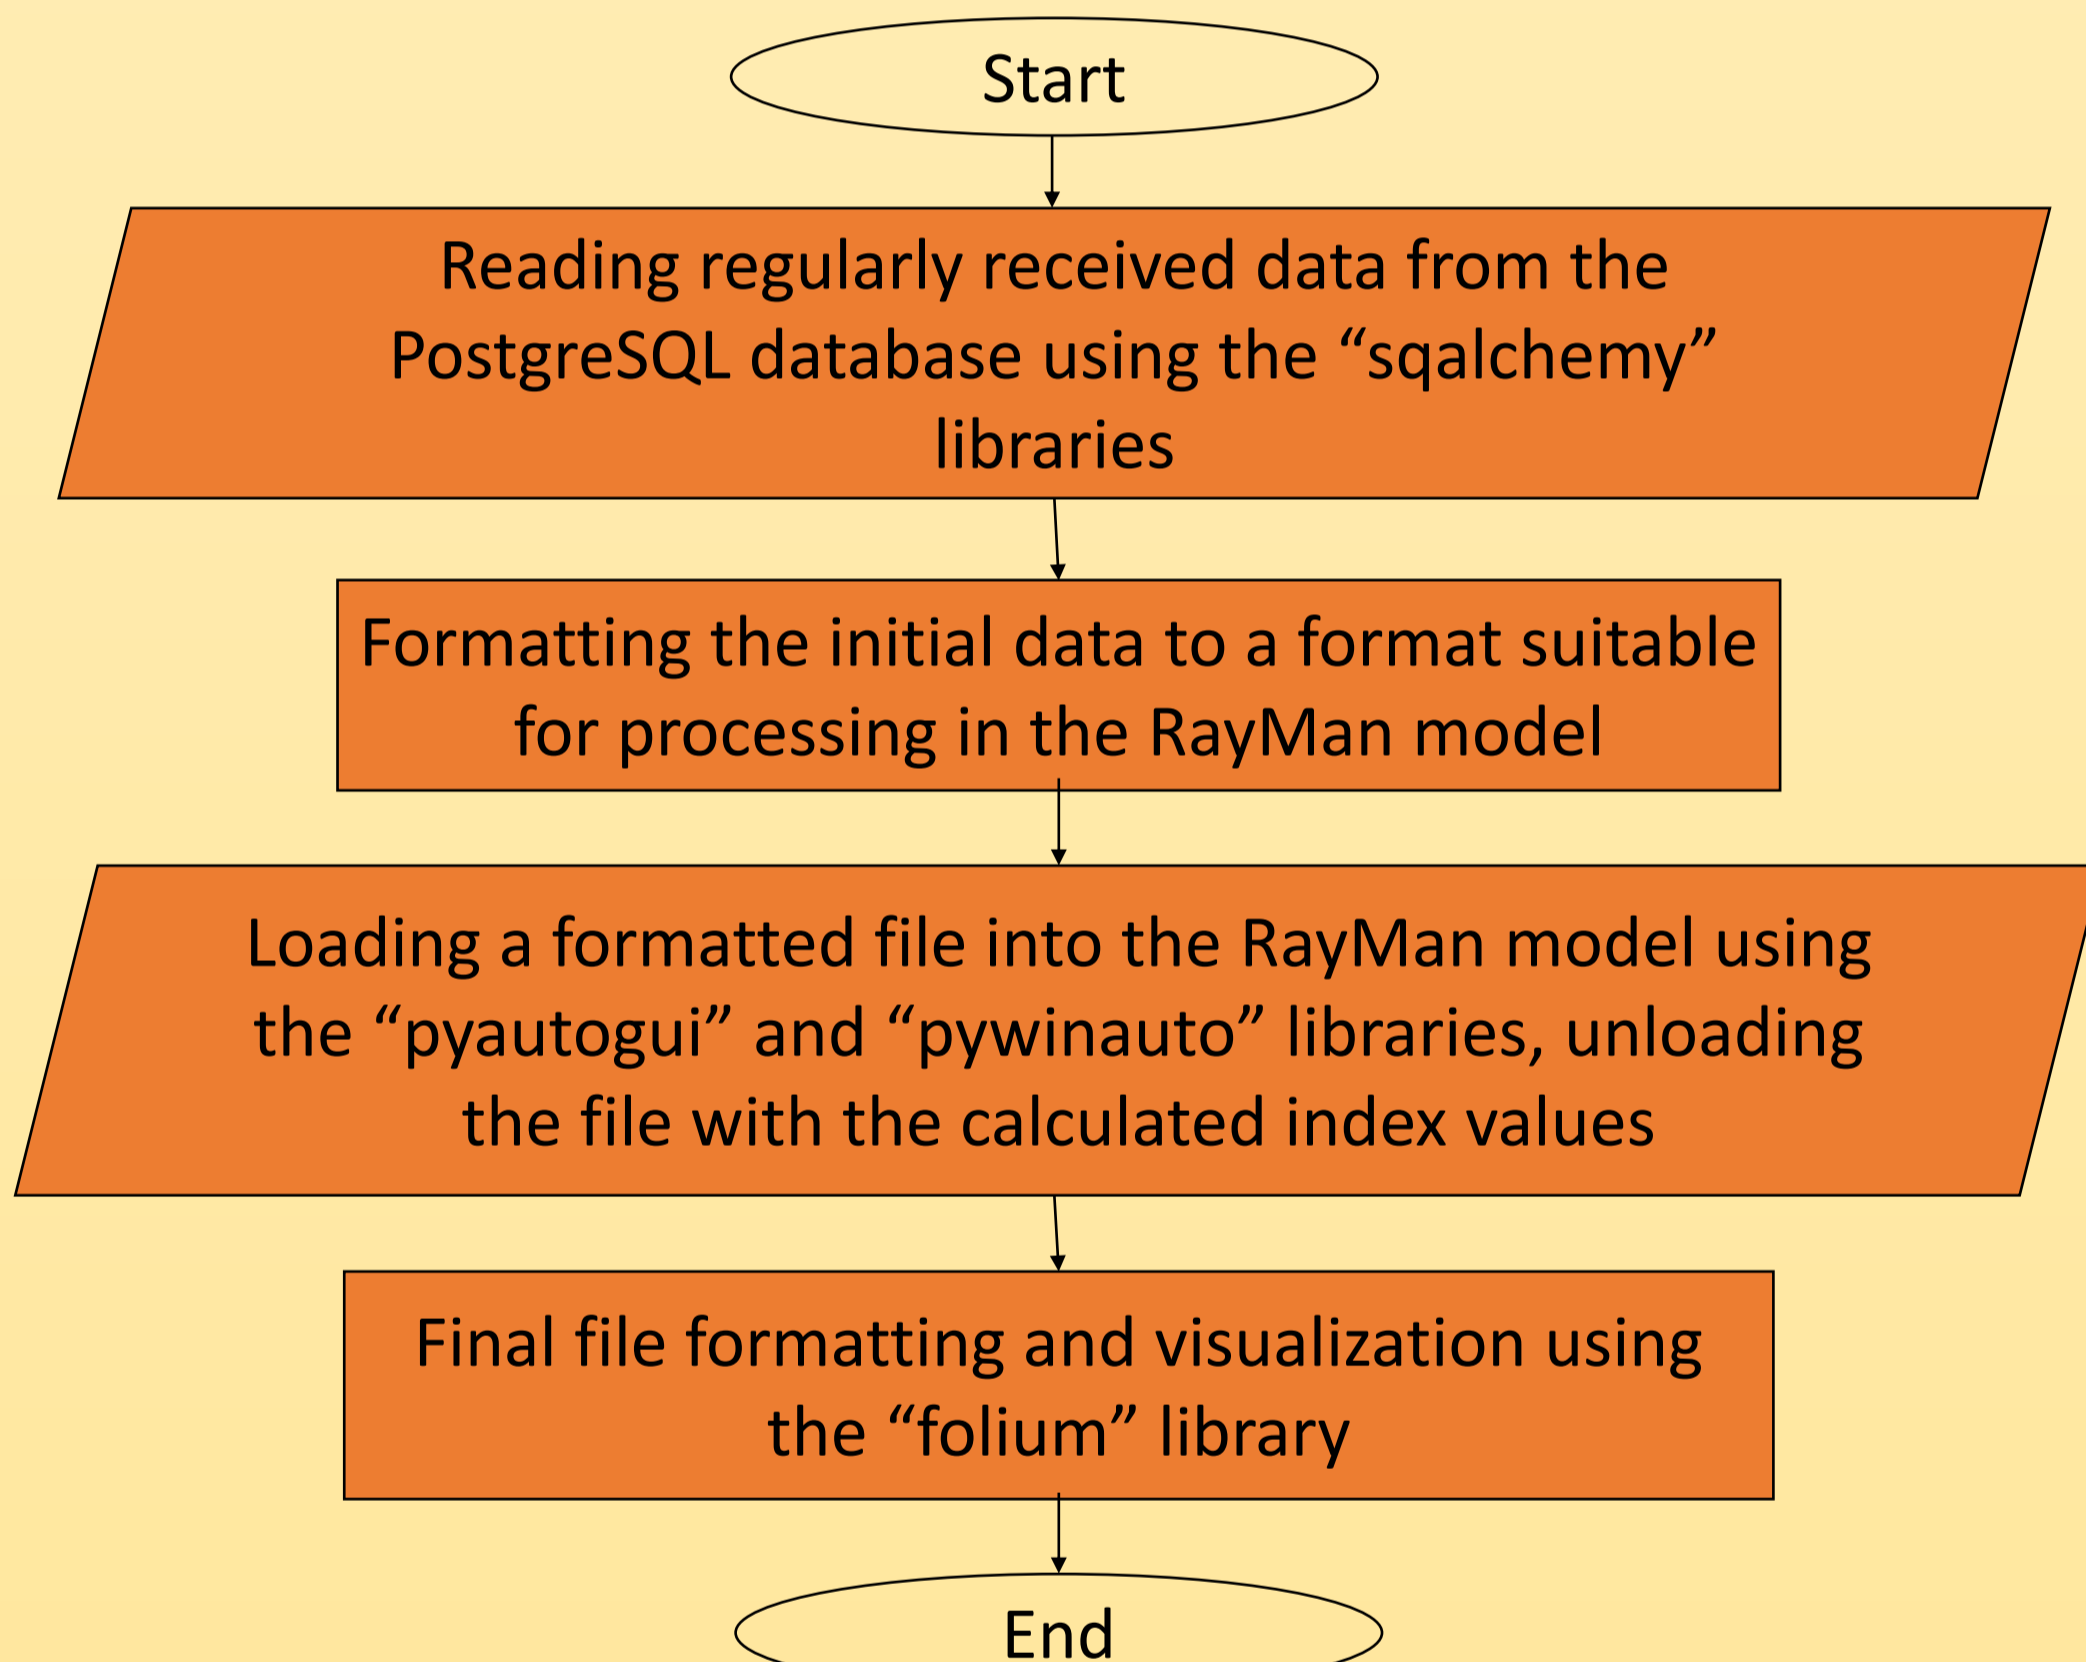 Start
Reading regularly received data from the
PostgreSQL database using the “sqalchemy”
libraries
Formatting the initial data to a format suitable
for processing in the RayMan model
Loading a formatted file into the RayMan model using
the “pyautogui” and “pywinauto” libraries, unloading
the file with the calculated index values
Final file formatting and visualization using
the “folium” library
End